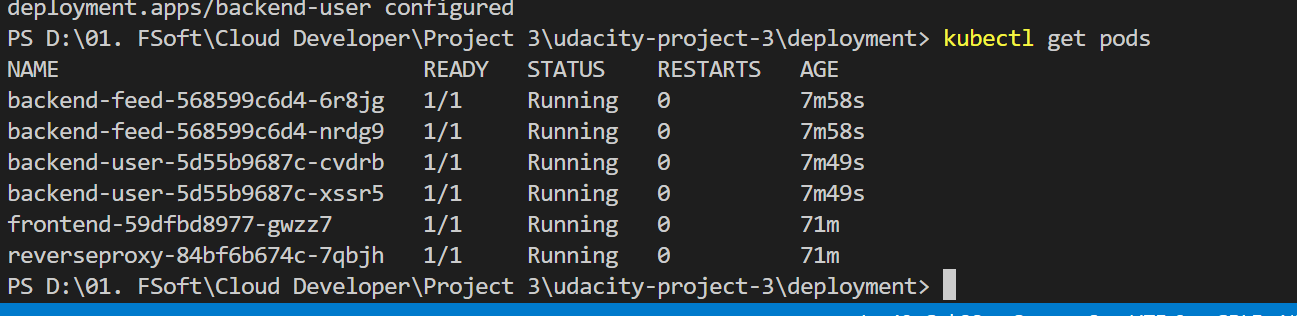 deployment.apps/backend-user configured
PS D:\01. FSoft\Cloud Developer\Project 3\udacity-project-3\deployment> kubectl get pods
NAME READY STATUS RESTARTS AGE
backend-feed-568599c6d4-6r8jg 1/1 Running 0 7m58s
backend-feed-568599c6d4-nrdg9 1/1 Running 0 7m58s
backend-user-5d55b9687c-cvdrb 1/1 Running 0 7m49s
backend-user-5d55b9687c-xssr5 1/1 Running 0 7m49s
frontend-59dfbd8977-gwzz7 1/1 Running 0 71m
reverseproxy-84bf6b674c-7qbjh 1/1 Running 0 71m
PS D:\01. FSoft\Cloud Developer\Project 3\udacity-project-3\deployment>